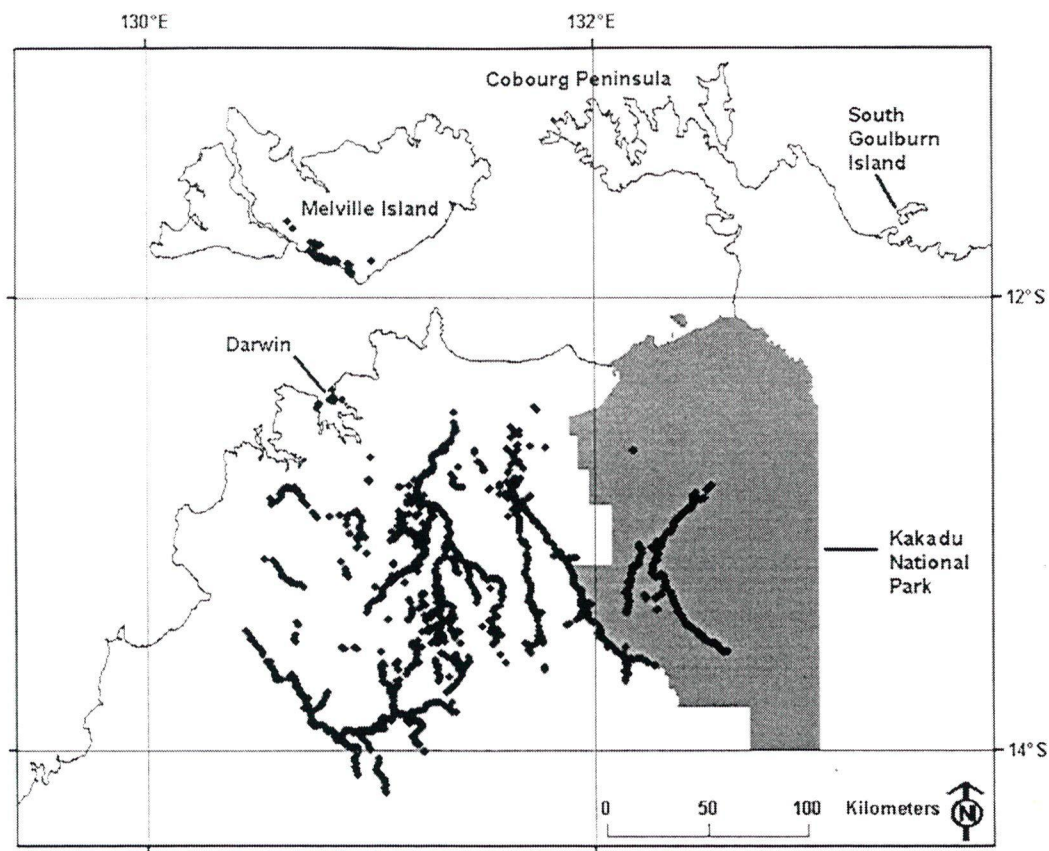 130°E
132°E
Cobourg Peninsula
South
Goulburn
Island
Melville Island
12°S
Darwin
Kakadu
National
Park
14°S
0 50 100 Kilometers
N